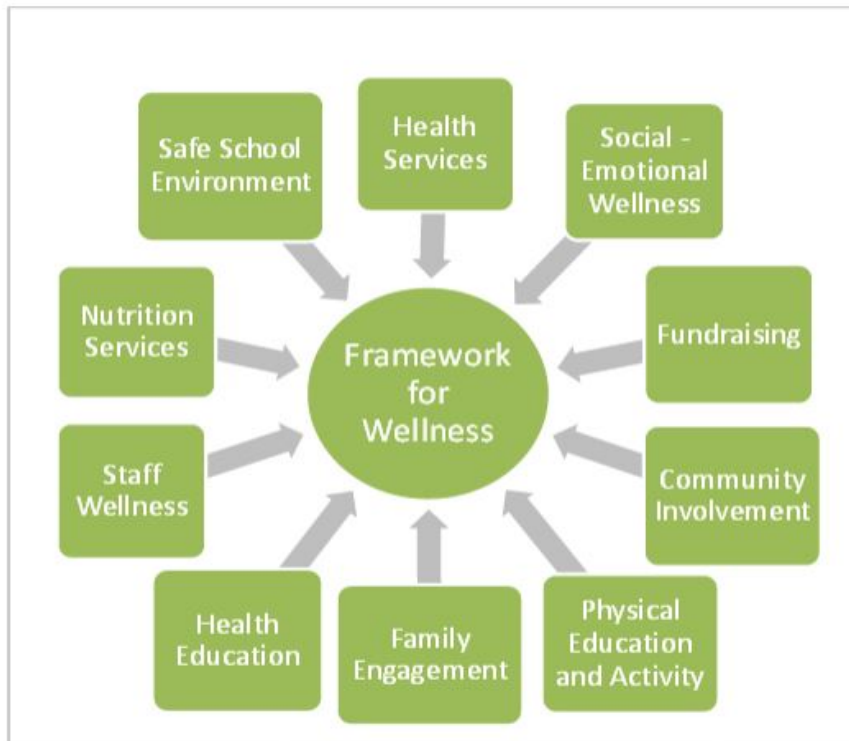 Safe School
Environment
Health
Services
Social -
Emotional
Wellness
Nutrition
Services
Framework
for
Wellness
Fundraising
Staff
Wellness
Community
Involvement
Health
Education
Family
Engagement
Physical
Education
and Activity